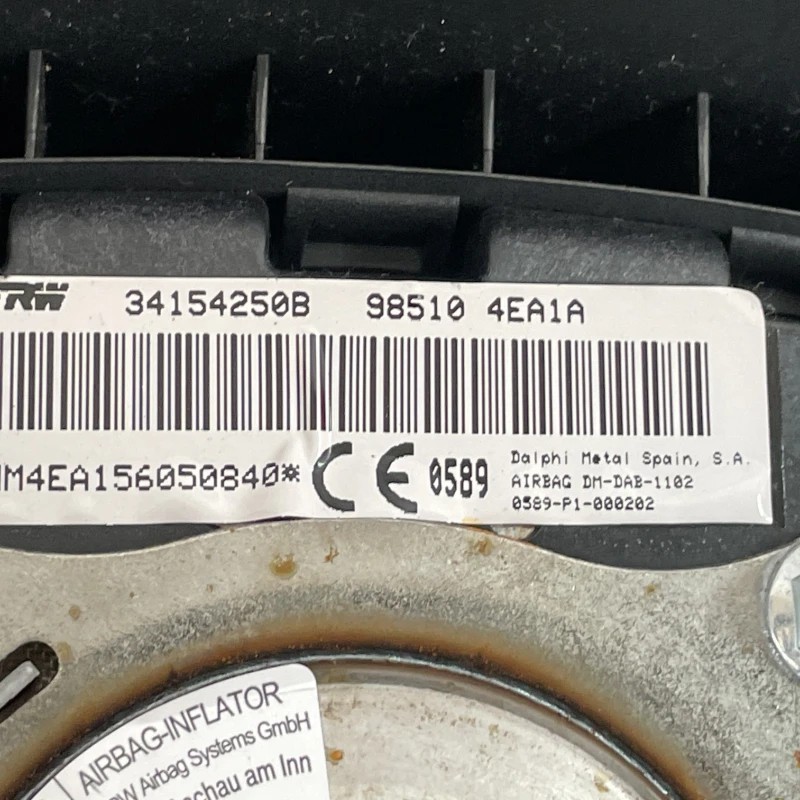 TRW 34154250B 98510 4EA1A
M4EA156050840* CE 0589
Dalphi Metal Spain, S.A.
AIRBAG DM-DAB-1102
0589-P1-000202
AIRBAG-INFLATOR
RW Airbag Systems GmbH
schau am Inn